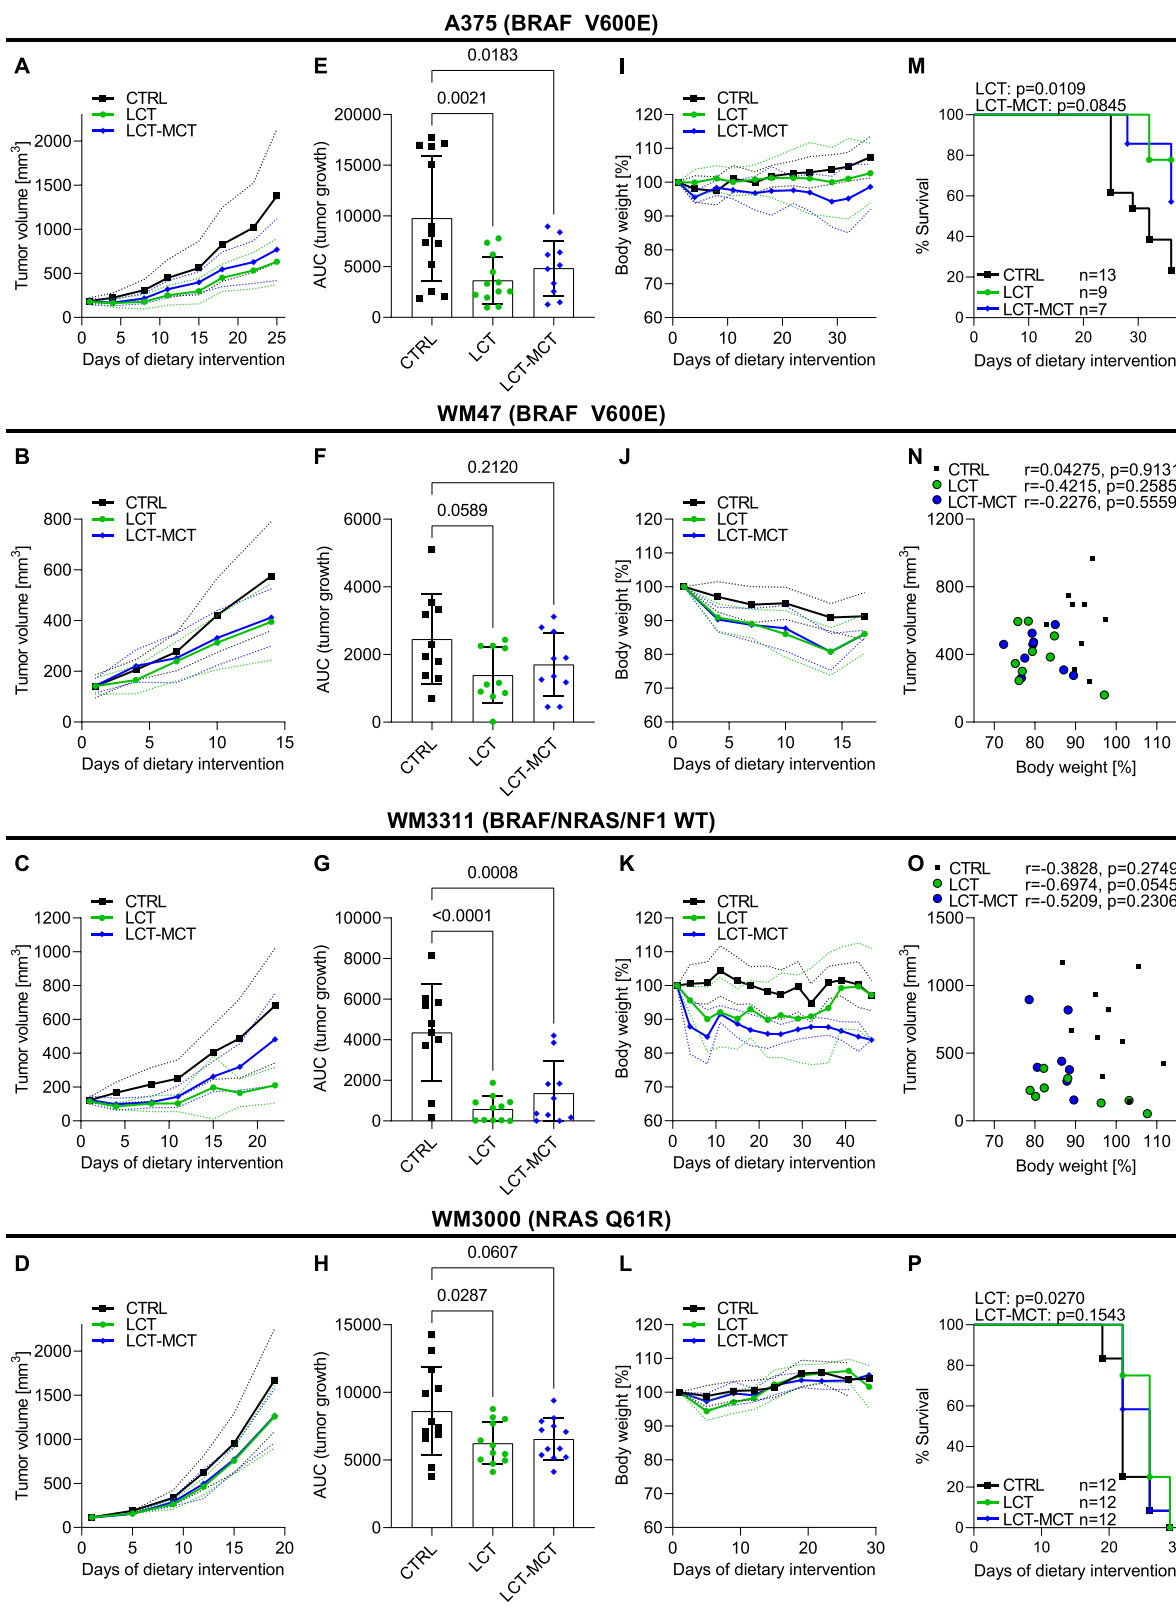 A375 (BRAF V600E)
A
CTRL
LCT
LCT-MCT
Tumor volume [mm³]
2000
1500
1000
500
0
0 5 10 15 20 25
Days of dietary intervention
E
0.0183
0.0021
AUC (tumor growth)
20000
15000
10000
5000
0
CTRL
LCT
LCT-MCT
I
CTRL
LCT
LCT-MCT
Body weight [%]
120
110
100
90
80
70
60
0 10 20 30
Days of dietary intervention
M
LCT: p=0.0109
LCT-MCT: p=0.0845
% Survival
100
80
60
40
20
0
CTRL n=13
LCT n=9
LCT-MCT n=7
0 10 20 30
Days of dietary intervention
WM47 (BRAF V600E)
B
CTRL
LCT
LCT-MCT
Tumor volume [mm³]
800
600
400
200
0
0 5 10 15
Days of dietary intervention
F
0.2120
0.0589
AUC (tumor growth)
6000
4000
2000
0
CTRL
LCT
LCT-MCT
J
CTRL
LCT
LCT-MCT
Body weight [%]
120
110
100
90
80
70
60
0 5 10 15
Days of dietary intervention
N
CTRL r=0.04275, p=0.9131
LCT r=-0.4215, p=0.2585
LCT-MCT r=-0.2276, p=0.5559
Tumor volume [mm³]
1200
800
400
0
70 80 90 100 110
Body weight [%]
WM3311 (BRAF/NRAS/NF1 WT)
C
CTRL
LCT
LCT-MCT
Tumor volume [mm³]
1200
1000
800
600
400
200
0
0 5 10 15 20
Days of dietary intervention
G
0.0008
<0.0001
AUC (tumor growth)
10000
8000
6000
4000
2000
0
CTRL
LCT
LCT-MCT
K
CTRL
LCT
LCT-MCT
Body weight [%]
120
110
100
90
80
70
60
0 10 20 30 40
Days of dietary intervention
O
CTRL r=-0.3828, p=0.2749
LCT r=-0.6974, p=0.0545
LCT-MCT r=-0.5209, p=0.2306
Tumor volume [mm³]
1500
1000
500
0
70 80 90 100 110
Body weight [%]
WM3000 (NRAS Q61R)
D
CTRL
LCT
LCT-MCT
Tumor volume [mm³]
2000
1500
1000
500
0
0 5 10 15 20
Days of dietary intervention
H
0.0607
0.0287
AUC (tumor growth)
15000
10000
5000
0
CTRL
LCT
LCT-MCT
L
CTRL
LCT
LCT-MCT
Body weight [%]
120
110
100
90
80
70
60
0 10 20 30
Days of dietary intervention
P
LCT: p=0.0270
LCT-MCT: p=0.1543
% Survival
100
80
60
40
20
0
CTRL n=12
LCT n=12
LCT-MCT n=12
0 10 20
Days of dietary intervention